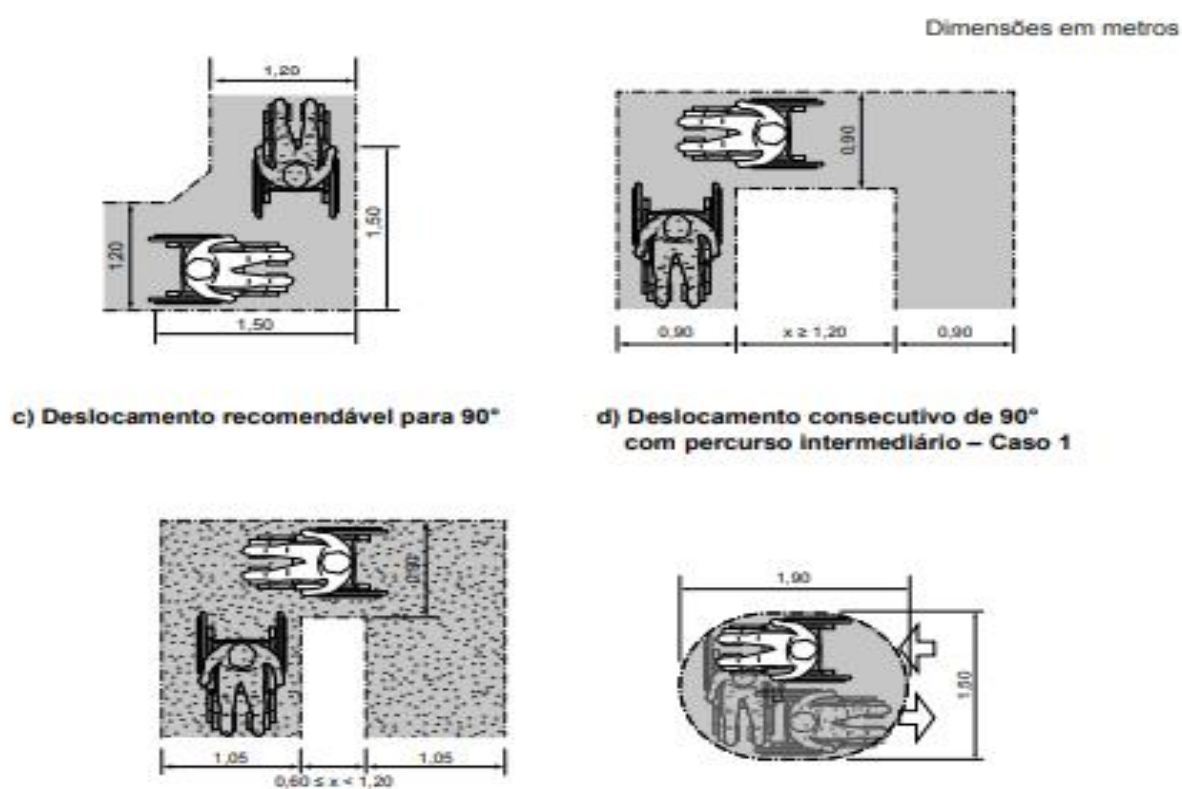 Dimensões em metros
1,20
1,50
1,20
1,50
0,90
0,90
x ≥ 1,20
0,90
c) Deslocamento recomendável para 90°
d) Deslocamento consecutivo de 90°
com percurso intermediário – Caso 1
0,90
1,05
1,05
0,60 ≤ x < 1,20
1,90
1,50